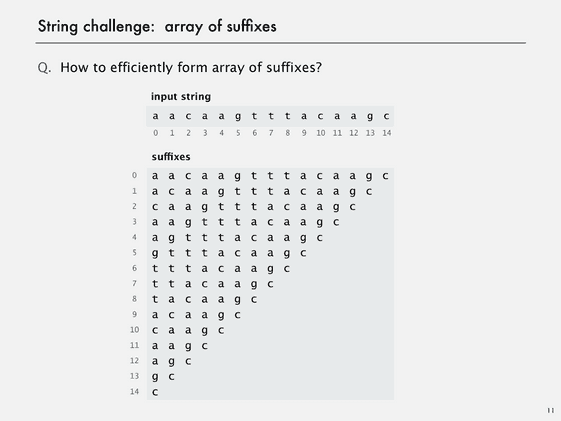 String challenge: array of suffixes
Q. How to efficiently form array of suffixes?
input string
a a c a a g t t t a c a a g c
0 1 2 3 4 5 6 7 8 9 10 11 12 13 14
suffixes
0 a a c a a g t t t a c a a g c
1 a c a a g t t t a c a a g c
2 c a a g t t t a c a a g c
3 a a g t t t a c a a g c
4 a g t t t a c a a g c
5 g t t t a c a a g c
6 t t t a c a a g c
7 t t a c a a g c
8 t a c a a g c
9 a c a a g c
10 c a a g c
11 a a g c
12 a g c
13 g c
14 c
11